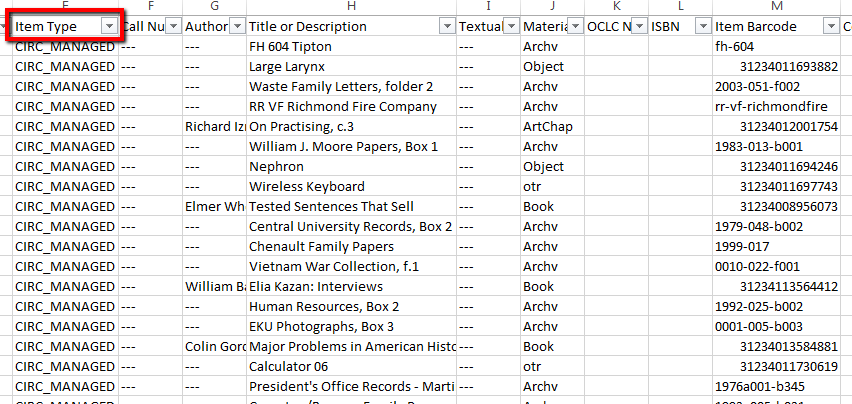 E F G H I J K L M
Item Type Call Nu Author Title or Description Textual Materia OCLC N ISBN Item Barcode C
CIRC_MANAGED --- --- FH 604 Tipton --- Archv fh-604
CIRC_MANAGED --- --- Large Larynx --- Object 31234011693882
CIRC_MANAGED --- --- Waste Family Letters, folder 2 --- Archv 2003-051-f002
CIRC_MANAGED --- --- RR VF Richmond Fire Company --- Archv rr-vf-richmondfire
CIRC_MANAGED --- Richard Izr On Practising, c.3 --- ArtChap 31234012001754
CIRC_MANAGED --- --- William J. Moore Papers, Box 1 --- Archv 1983-013-b001
CIRC_MANAGED --- --- Nephron --- Object 31234011694246
CIRC_MANAGED --- --- Wireless Keyboard --- otr 31234011697743
CIRC_MANAGED --- Elmer Wh Tested Sentences That Sell --- Book 31234008956073
CIRC_MANAGED --- --- Central University Records, Box 2 --- Archv 1979-048-b002
CIRC_MANAGED --- --- Chenault Family Papers --- Archv 1999-017
CIRC_MANAGED --- --- Vietnam War Collection, f.1 --- Archv 0010-022-f001
CIRC_MANAGED --- William Ba Elia Kazan: Interviews --- Book 31234113564412
CIRC_MANAGED --- --- Human Resources, Box 2 --- Archv 1992-025-b002
CIRC_MANAGED --- --- EKU Photographs, Box 3 --- Archv 0001-005-b003
CIRC_MANAGED --- Colin Gord Major Problems in American Histo --- Book 31234013584881
CIRC_MANAGED --- --- Calculator 06 --- otr 31234011730619
CIRC_MANAGED --- --- President's Office Records - Marti --- Archv 1976a001-b345